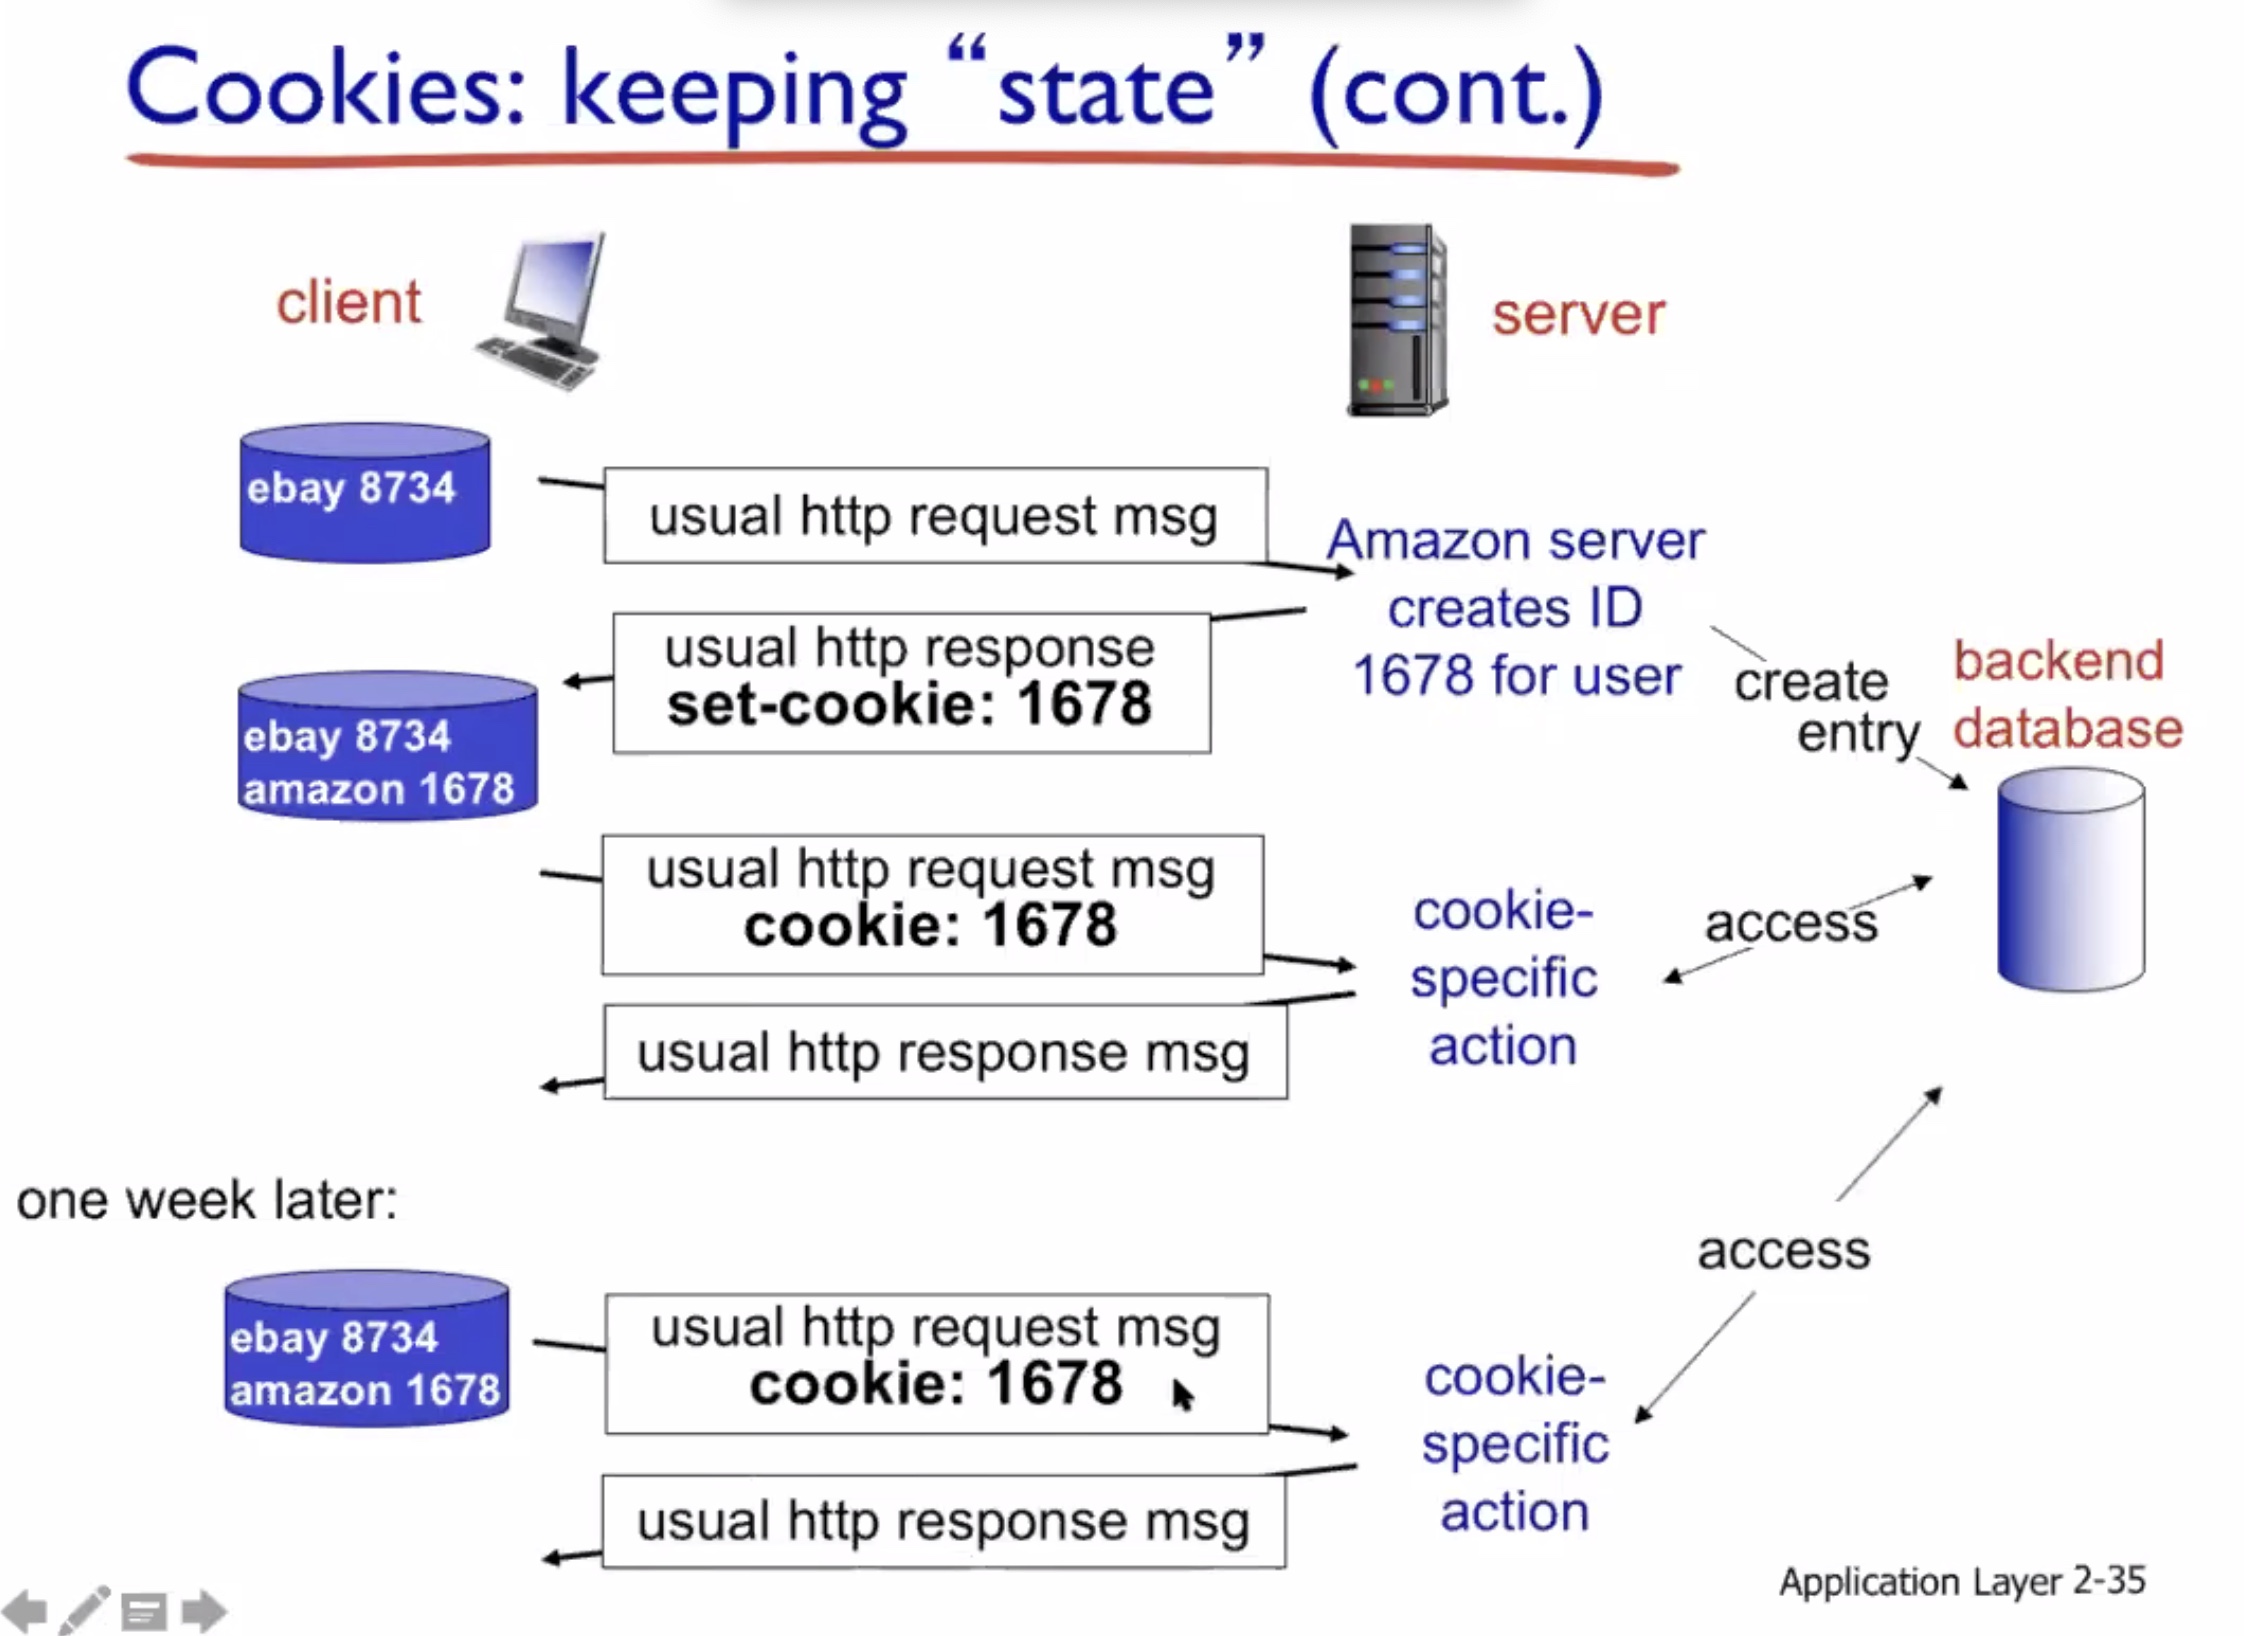 Cookies: keeping “state” (cont.)
client
server
ebay 8734
usual http request msg
Amazon server
creates ID
1678 for user
usual http response
set-cookie: 1678
ebay 8734
amazon 1678
create
entry
backend
database
usual http request msg
cookie: 1678
cookie-
specific
action
access
usual http response msg
one week later:
access
ebay 8734
amazon 1678
usual http request msg
cookie: 1678
cookie-
specific
action
usual http response msg
Application Layer 2-35